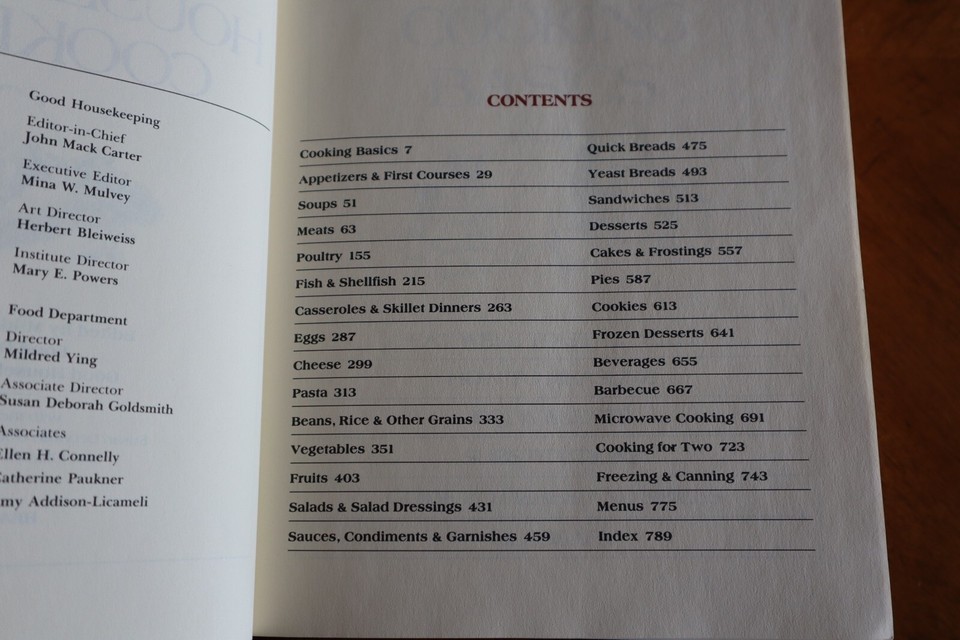 Good Housekeeping
Editor-in-Chief
John Mack Carter
Executive Editor
Mina W. Mulvey
Art Director
Herbert Bleiweiss
Institute Director
Mary E. Powers
Food Department
Director
Mildred Ying
Associate Director
Susan Deborah Goldsmith
Associates
Ellen H. Connelly
Catherine Paukner
my Addison-Licameli
CONTENTS
Cooking Basics 7
Appetizers & First Courses 29
Soups 51
Meats 63
Poultry 155
Fish & Shellfish 215
Casseroles & Skillet Dinners 263
Eggs 287
Cheese 299
Pasta 313
Beans, Rice & Other Grains 333
Vegetables 351
Fruits 403
Salads & Salad Dressings 431
Sauces, Condiments & Garnishes 459
Quick Breads 475
Yeast Breads 493
Sandwiches 513
Desserts 525
Cakes & Frostings 557
Pies 587
Cookies 613
Frozen Desserts 641
Beverages 655
Barbecue 667
Microwave Cooking 691
Cooking for Two 723
Freezing & Canning 743
Menus 775
Index 789